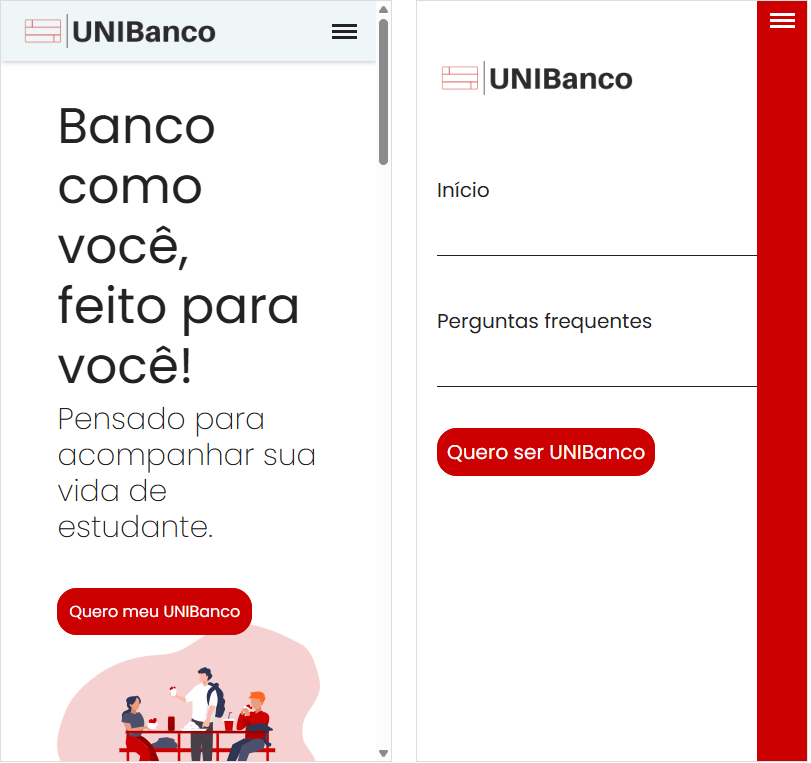 UNIBanco
Banco
como
você,
feito para
você!
Pensado para
acompanhar sua
vida de
estudante.
Quero meu UNIBanco
UNIBanco
Início
Perguntas frequentes
Quero ser UNIBanco